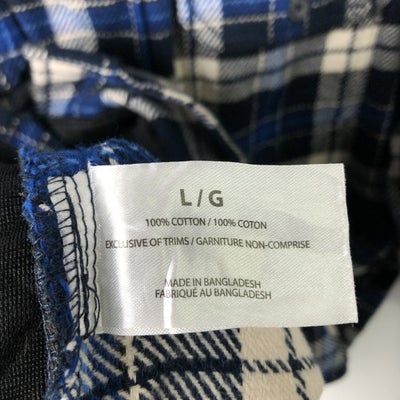 L / G
100% COTTON / 100% COTON
EXCLUSIVE OF TRIMS / GARNITURE NON-COMPRISE
MADE IN BANGLADESH
FABRIQUÉ AU BANGLADESH